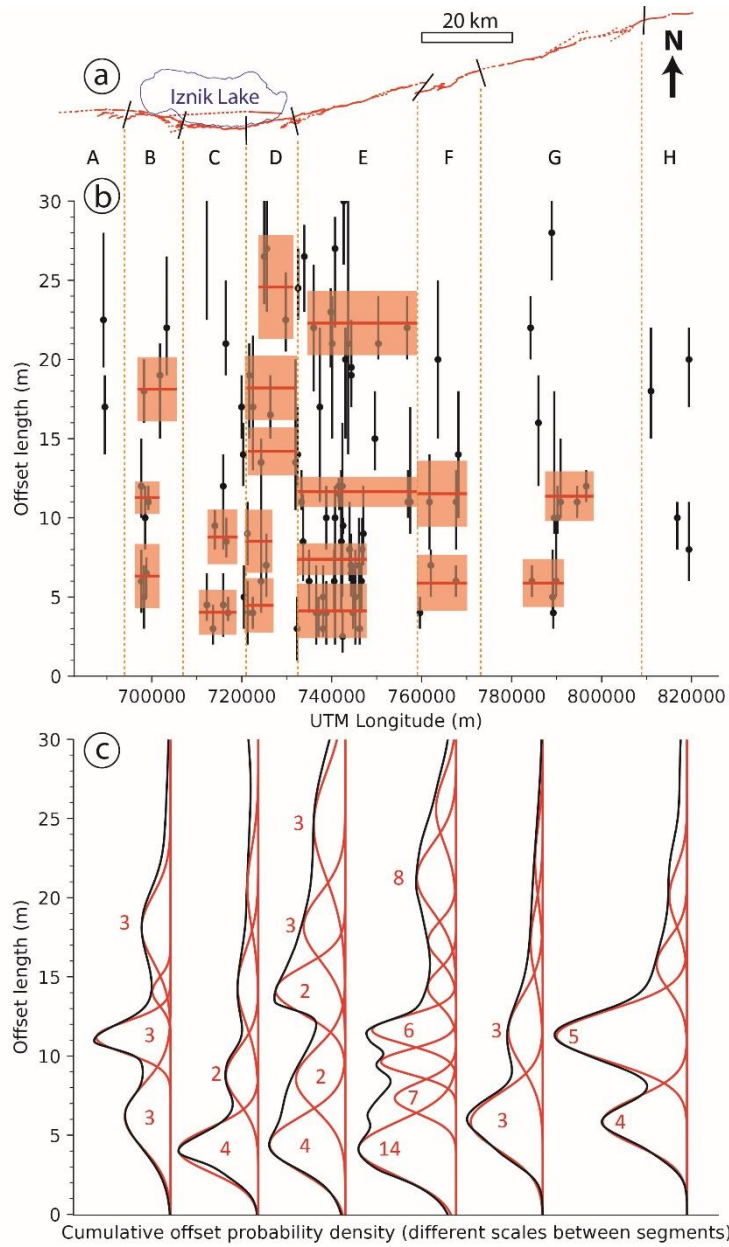 20 km
N
a
Iznik Lake
A B C D E F G H
b
30
25
20
15
10
5
0
Offset length (m)
700000 720000 740000 760000 780000 800000 820000
UTM Longitude (m)
c
30
25
20
15
10
5
0
Offset length (m)
3 3 3
2 4
3 3 2 2 4
8 6 7 14
3 3
5 4
Cumulative offset probability density (different scales between segments)